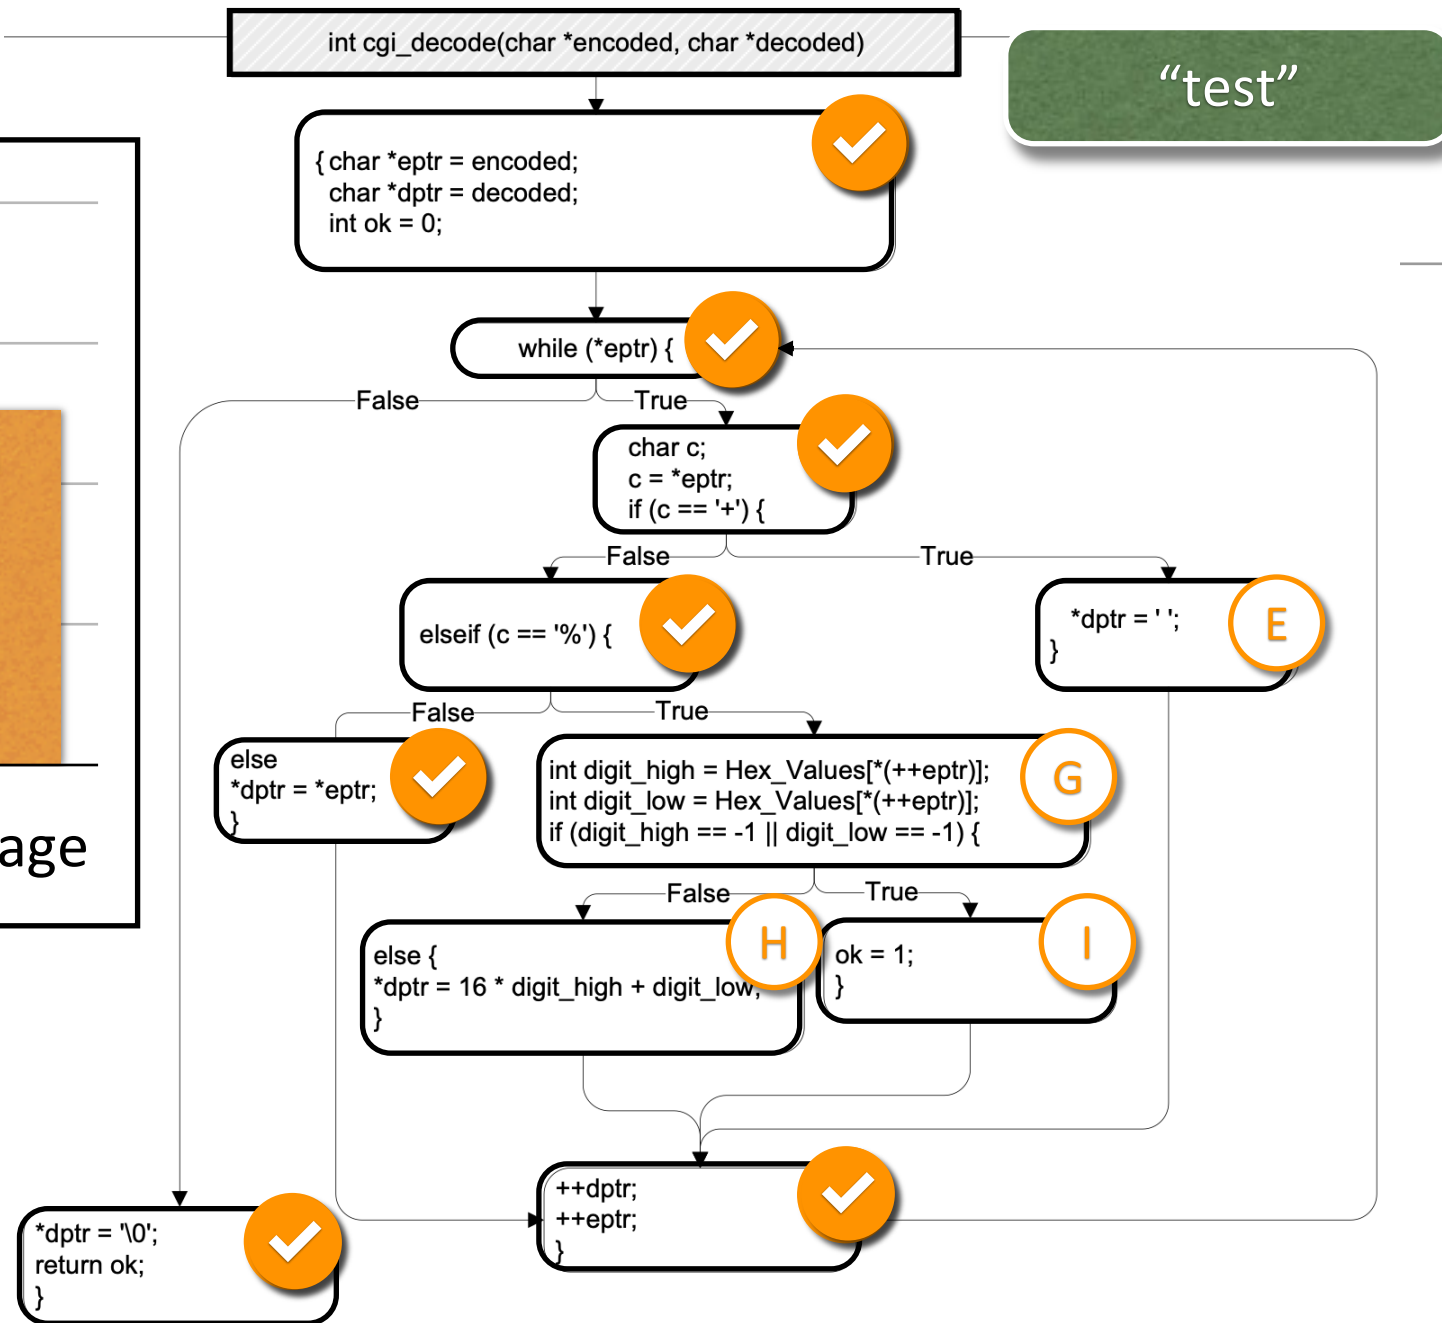 int cgi_decode(char *encoded, char *decoded)
“test”
{ char *eptr = encoded;
char *dptr = decoded;
int ok = 0;
while (*eptr) {
False
True
char c;
c = *eptr;
if (c == '+') {
False
True
elseif (c == '%') {
*dptr = ' ';
}
E
False
True
else
*dptr = *eptr;
}
int digit_high = Hex_Values[*(++eptr)];
int digit_low = Hex_Values[*(++eptr)];
if (digit_high == -1 || digit_low == -1) {
G
age
False
True
else {
*dptr = 16 * digit_high + digit_low;
}
H
ok = 1;
}
I
++dptr;
++eptr;
}
*dptr = '\0';
return ok;
}